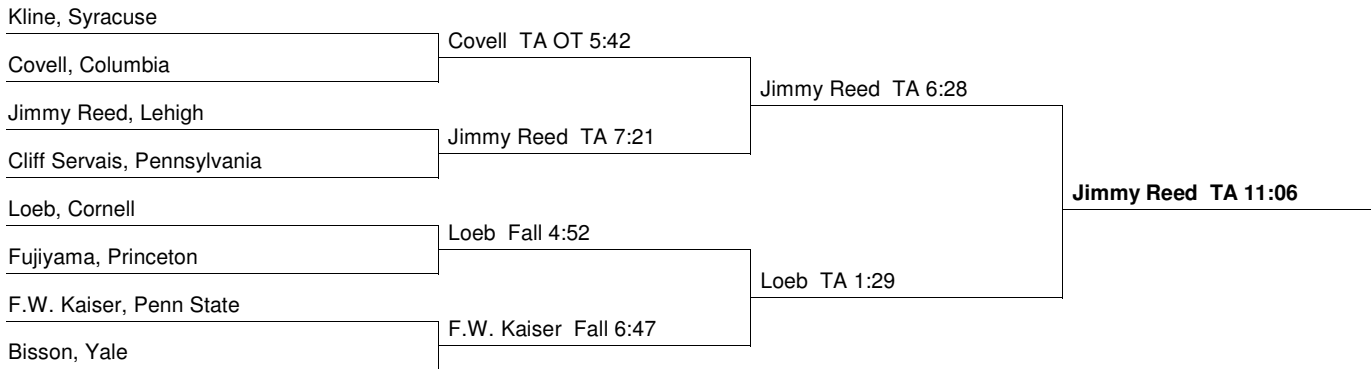 Kline, Syracuse
Covell, Columbia
Jimmy Reed, Lehigh
Cliff Servais, Pennsylvania
Loeb, Cornell
Fujiyama, Princeton
F.W. Kaiser, Penn State
Bisson, Yale
Covell TA OT 5:42
Jimmy Reed TA 7:21
Loeb Fall 4:52
F.W. Kaiser Fall 6:47
Jimmy Reed TA 6:28
Loeb TA 1:29
Jimmy Reed TA 11:06